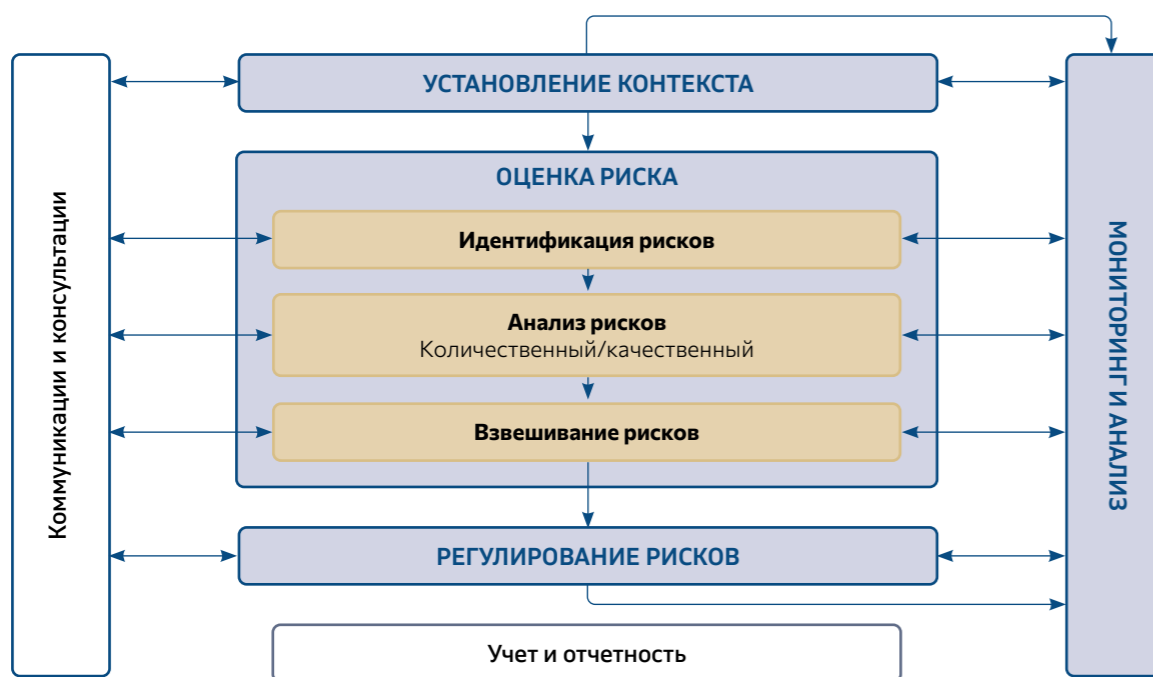 УСТАНОВЛЕНИЕ КОНТЕКСТА
ОЦЕНКА РИСКА
Идентификация рисков
Анализ рисков
Количественный/качественный
Взвешивание рисков
РЕГУЛИРОВАНИЕ РИСКОВ
Учет и отчетность
Коммуникации и консультации
МОНИТОРИНГ И АНАЛИЗ